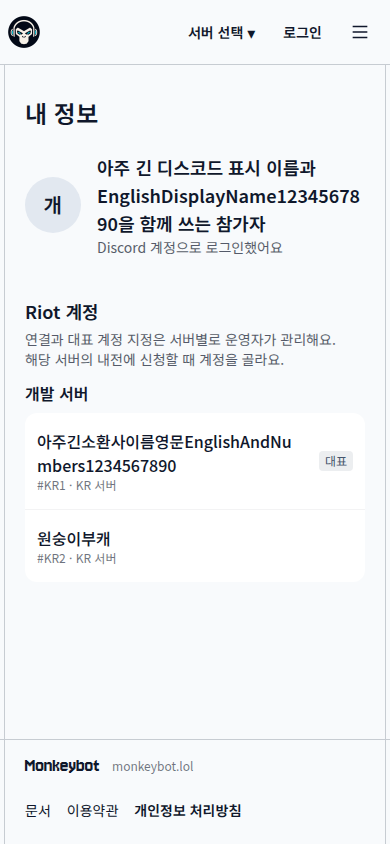 서버 선택 ▾
로그인
내 정보
개
아주 긴 디스코드 표시 이름과
EnglishDisplayName12345678
90을 함께 쓰는 참가자
Discord 계정으로 로그인했어요
Riot 계정
연결과 대표 계정 지정은 서버별로 운영자가 관리해요.
해당 서버의 내전에 신청할 때 계정을 골라요.
개발 서버
아주긴소환사이름영문EnglishAndNu
mbers1234567890
대표
#KR1 · KR 서버
원숭이부캐
#KR2 · KR 서버
Monkeybot monkeybot.lol
문서 이용약관 개인정보 처리방침